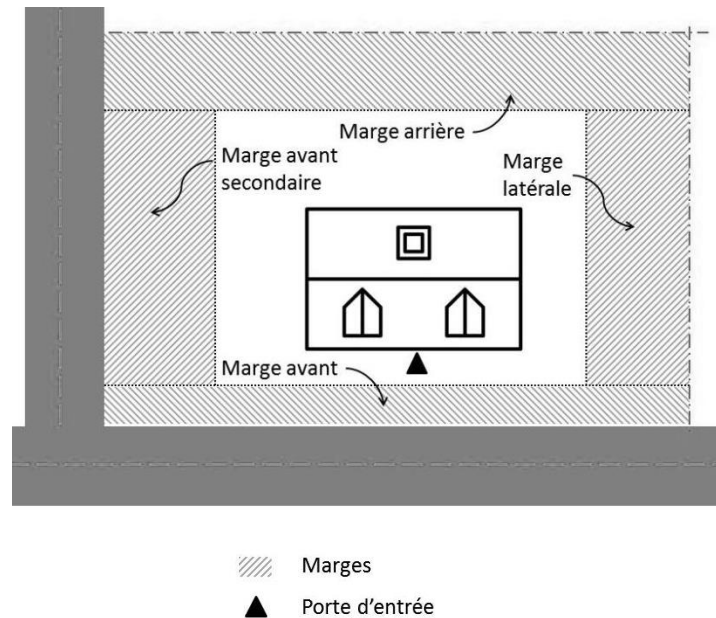 Marge arrière
Marge avant
secondaire
Marge
latérale
Marge avant
Marges
Porte d'entrée